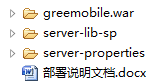 greemobile.war
server-lib-sp
server-properties
部署说明文档.docx